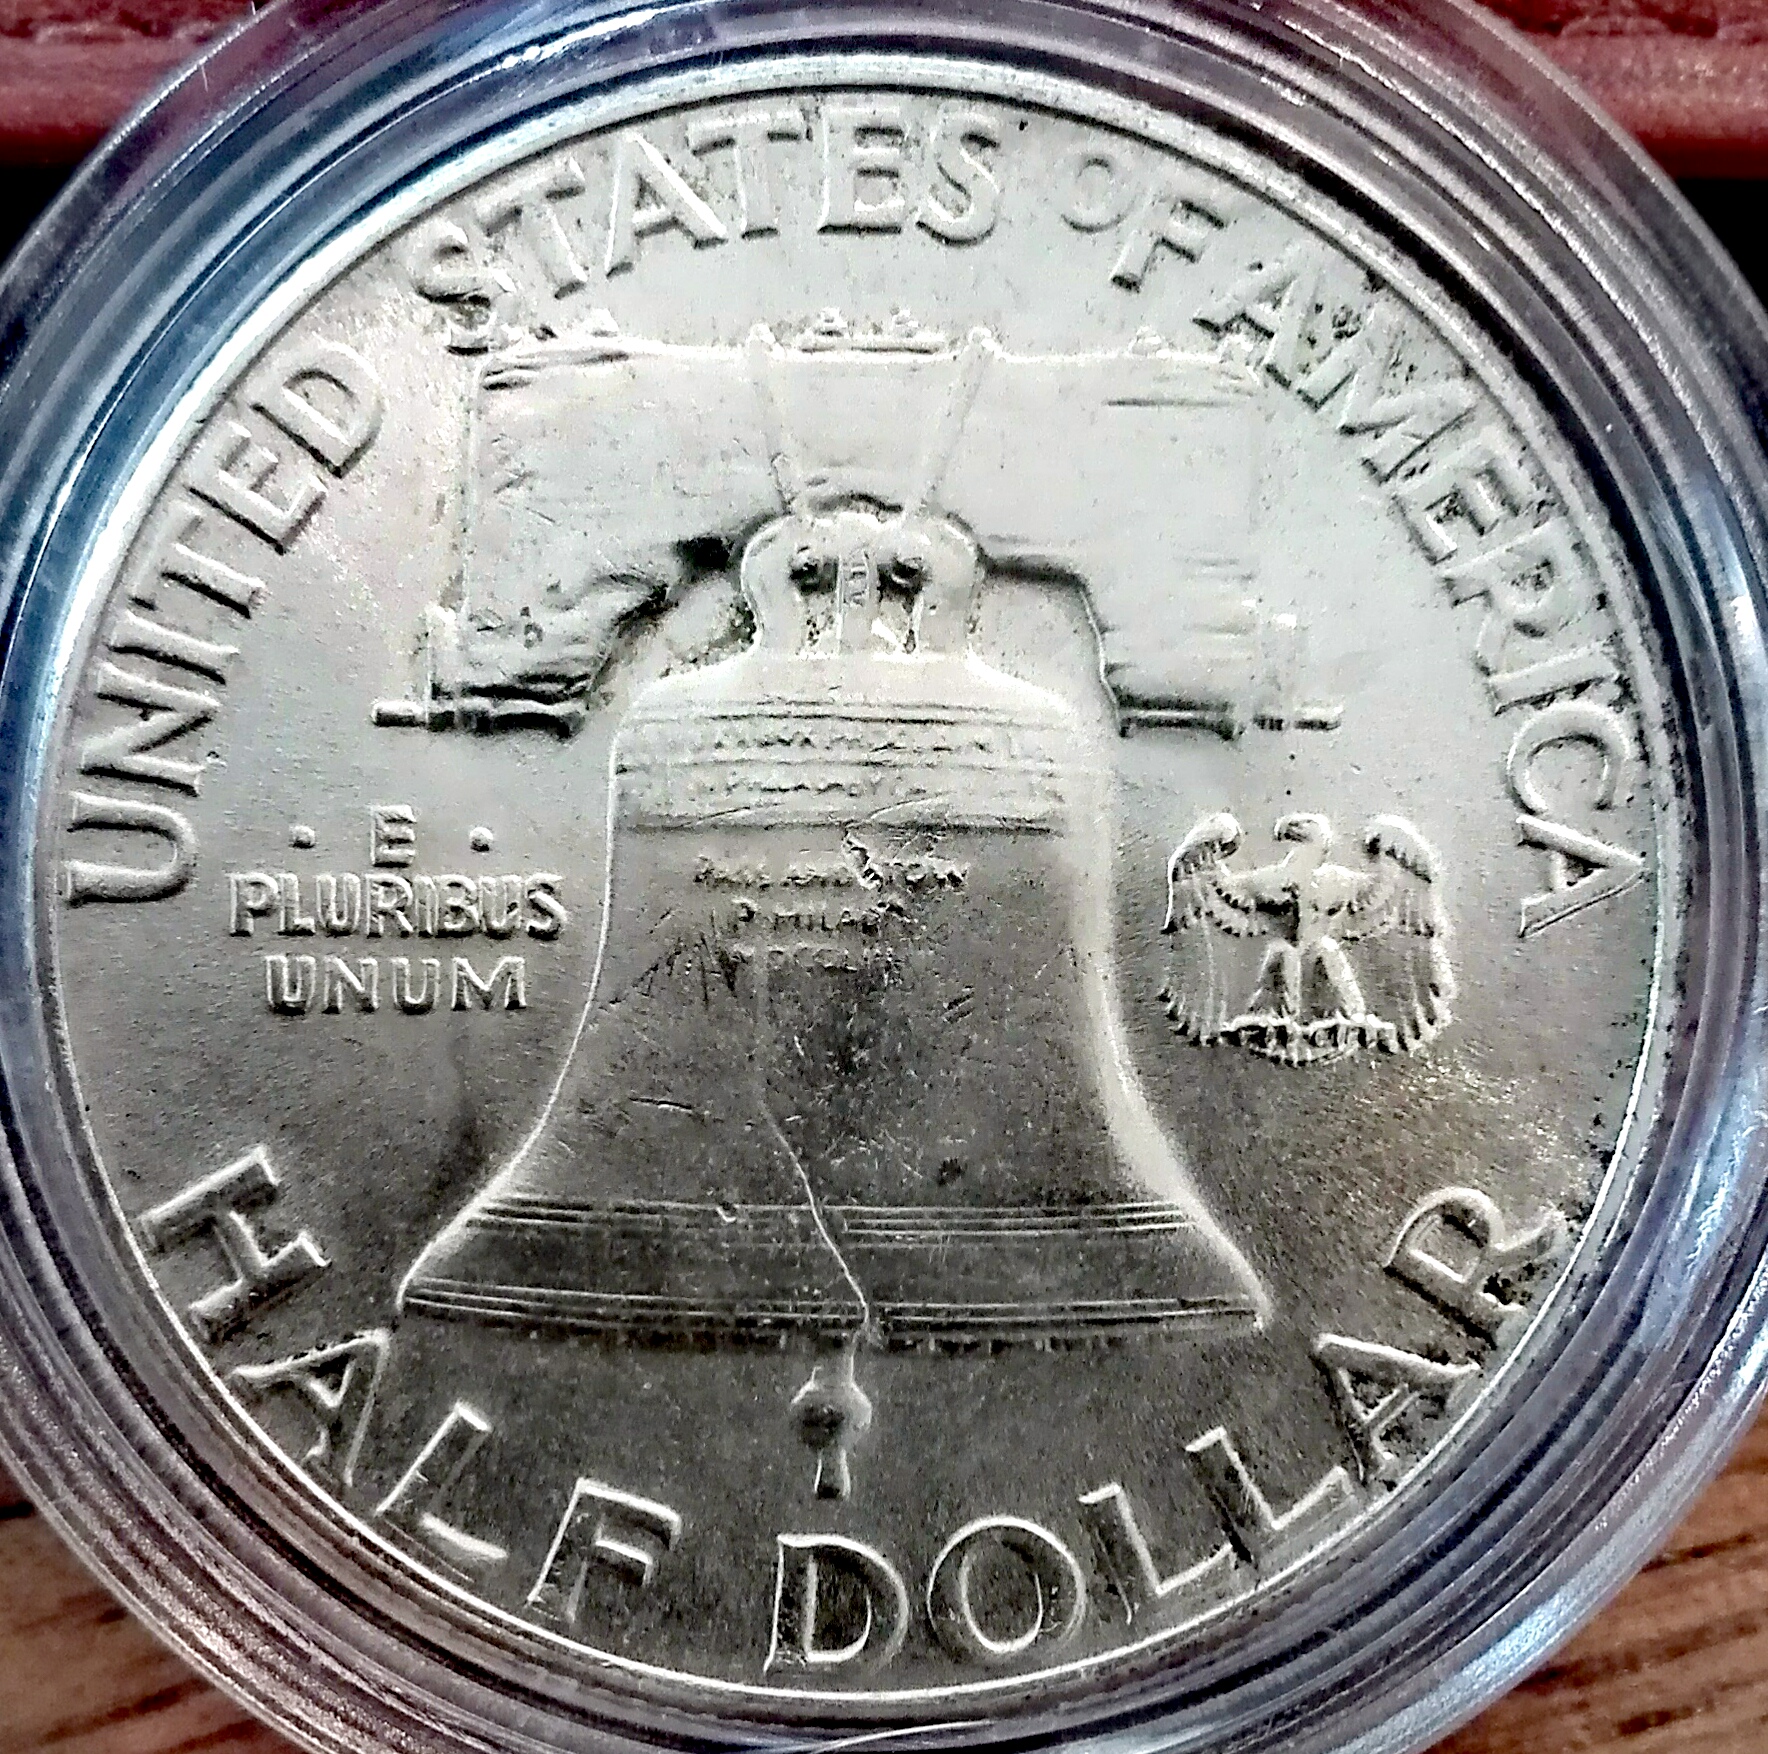 UNITED STATES OF AMERICA
· E ·
PLURIBUS
UNUM
HALF DOLLAR